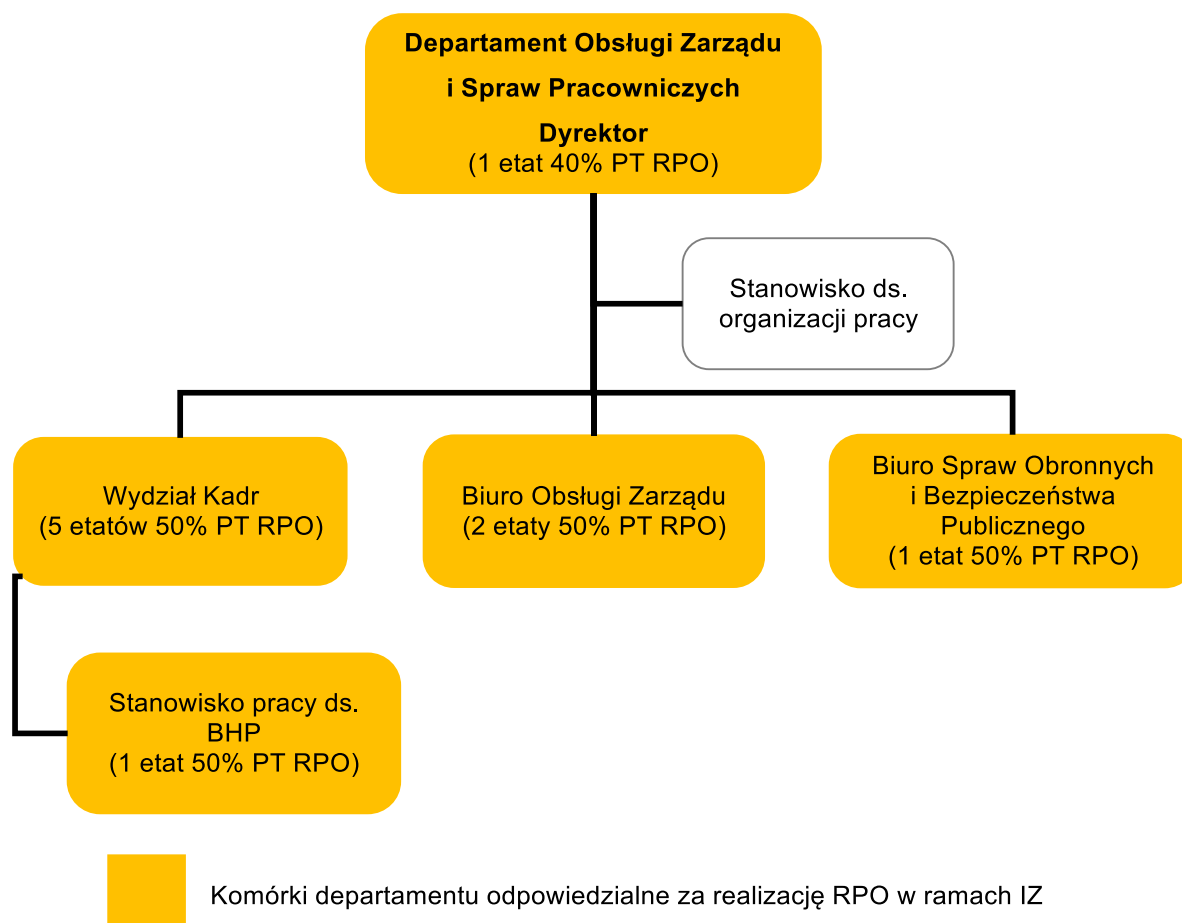 Departament Obsługi Zarządu
i Spraw Pracowniczych
Dyrektor
(1 etat 40% PT RPO)
Stanowisko ds.
organizacji pracy
Wydział Kadr
(5 etatów 50% PT RPO)
Biuro Obsługi Zarządu
(2 etaty 50% PT RPO)
Biuro Spraw Obronnych
i Bezpieczeństwa
Publicznego
(1 etat 50% PT RPO)
Stanowisko pracy ds.
BHP
(1 etat 50% PT RPO)
Komórki departamentu odpowiedzialne za realizację RPO w ramach IZ